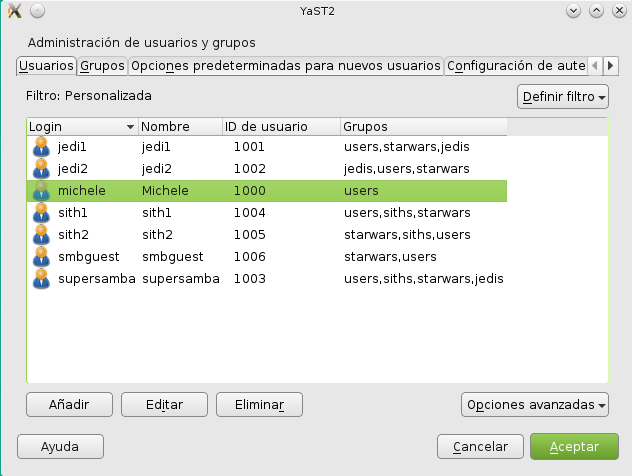 YaST2
Administración de usuarios y grupos
Usuarios Grupos Opciones predeterminadas para nuevos usuarios Configuración de aute
Filtro: Personalizada Definir filtro
Login Nombre ID de usuario Grupos
jedi1 jedi1 1001 users,starwars,jedis
jedi2 jedi2 1002 jedis,users,starwars
michele Michele 1000 users
sith1 sith1 1004 users,siths,starwars
sith2 sith2 1005 starwars,siths,users
smbguest smbguest 1006 starwars,users
supersamba supersamba 1003 users,siths,starwars,jedis
Añadir Editar Eliminar Opciones avanzadas
Ayuda Cancelar Aceptar